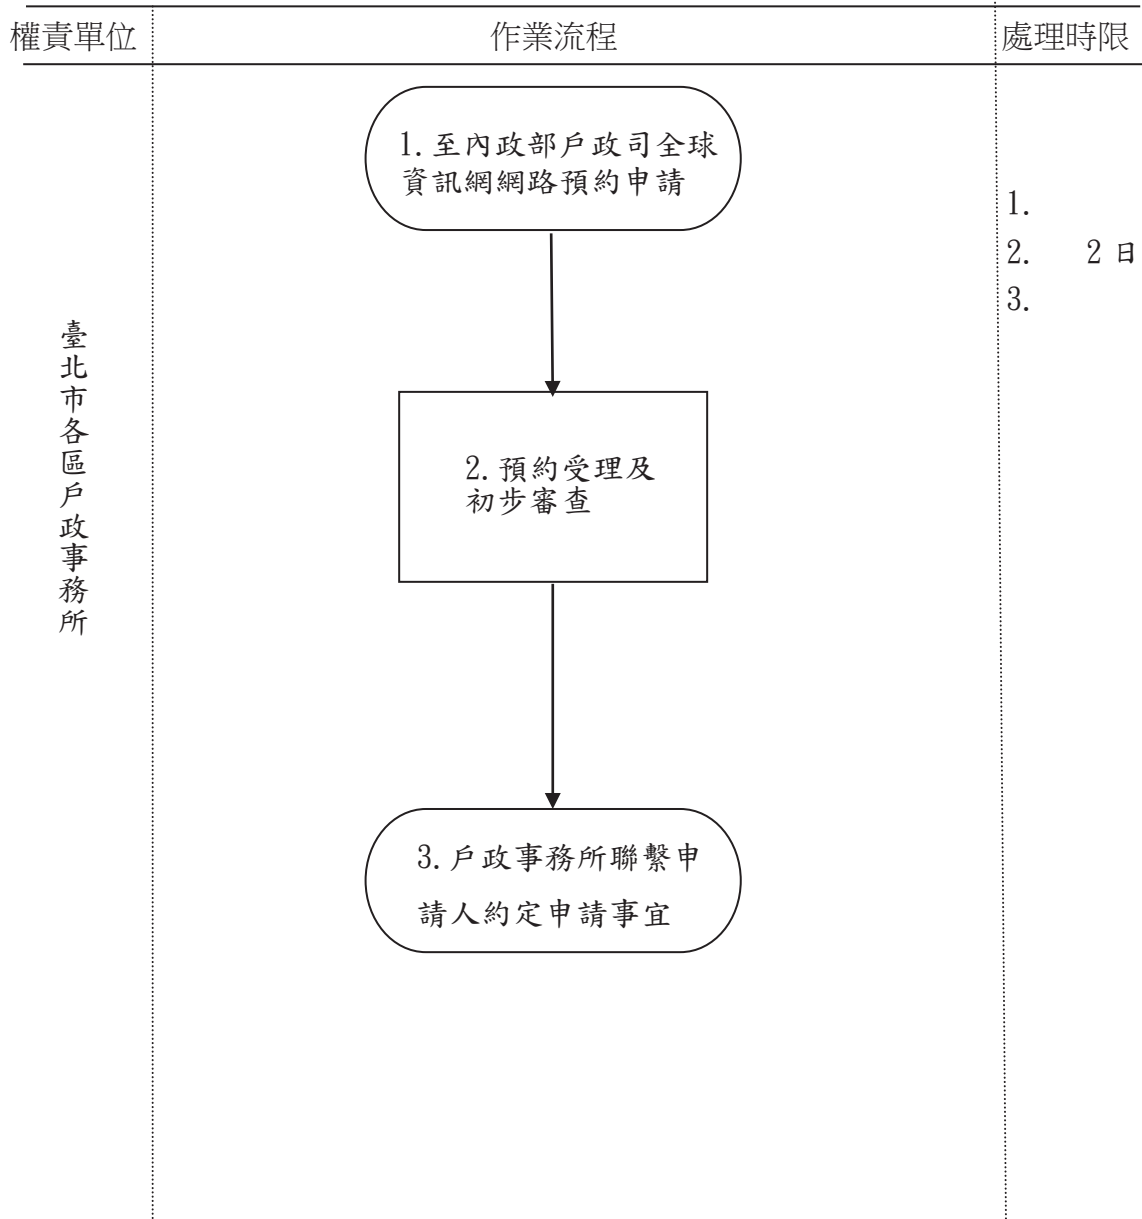 權責單位
作業流程
處理時限
臺北市各區戶政事務所
1.至內政部戶政司全球
資訊網網路預約申請
2.預約受理及
初步審查
3.戶政事務所聯繫申
請人約定申請事宜
1.
2. 2日
3.